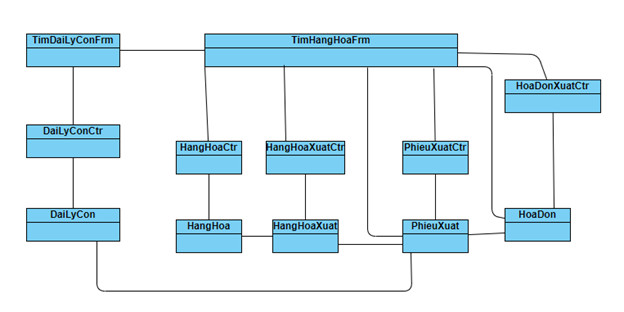 TimDaiLyConFrm
TimHangHoaFrm
HoaDonXuatCtr
DaiLyConCtr
HangHoaCtr
HangHoaXuatCtr
PhieuXuatCtr
DaiLyCon
HangHoa
HangHoaXuat
PhieuXuat
HoaDon